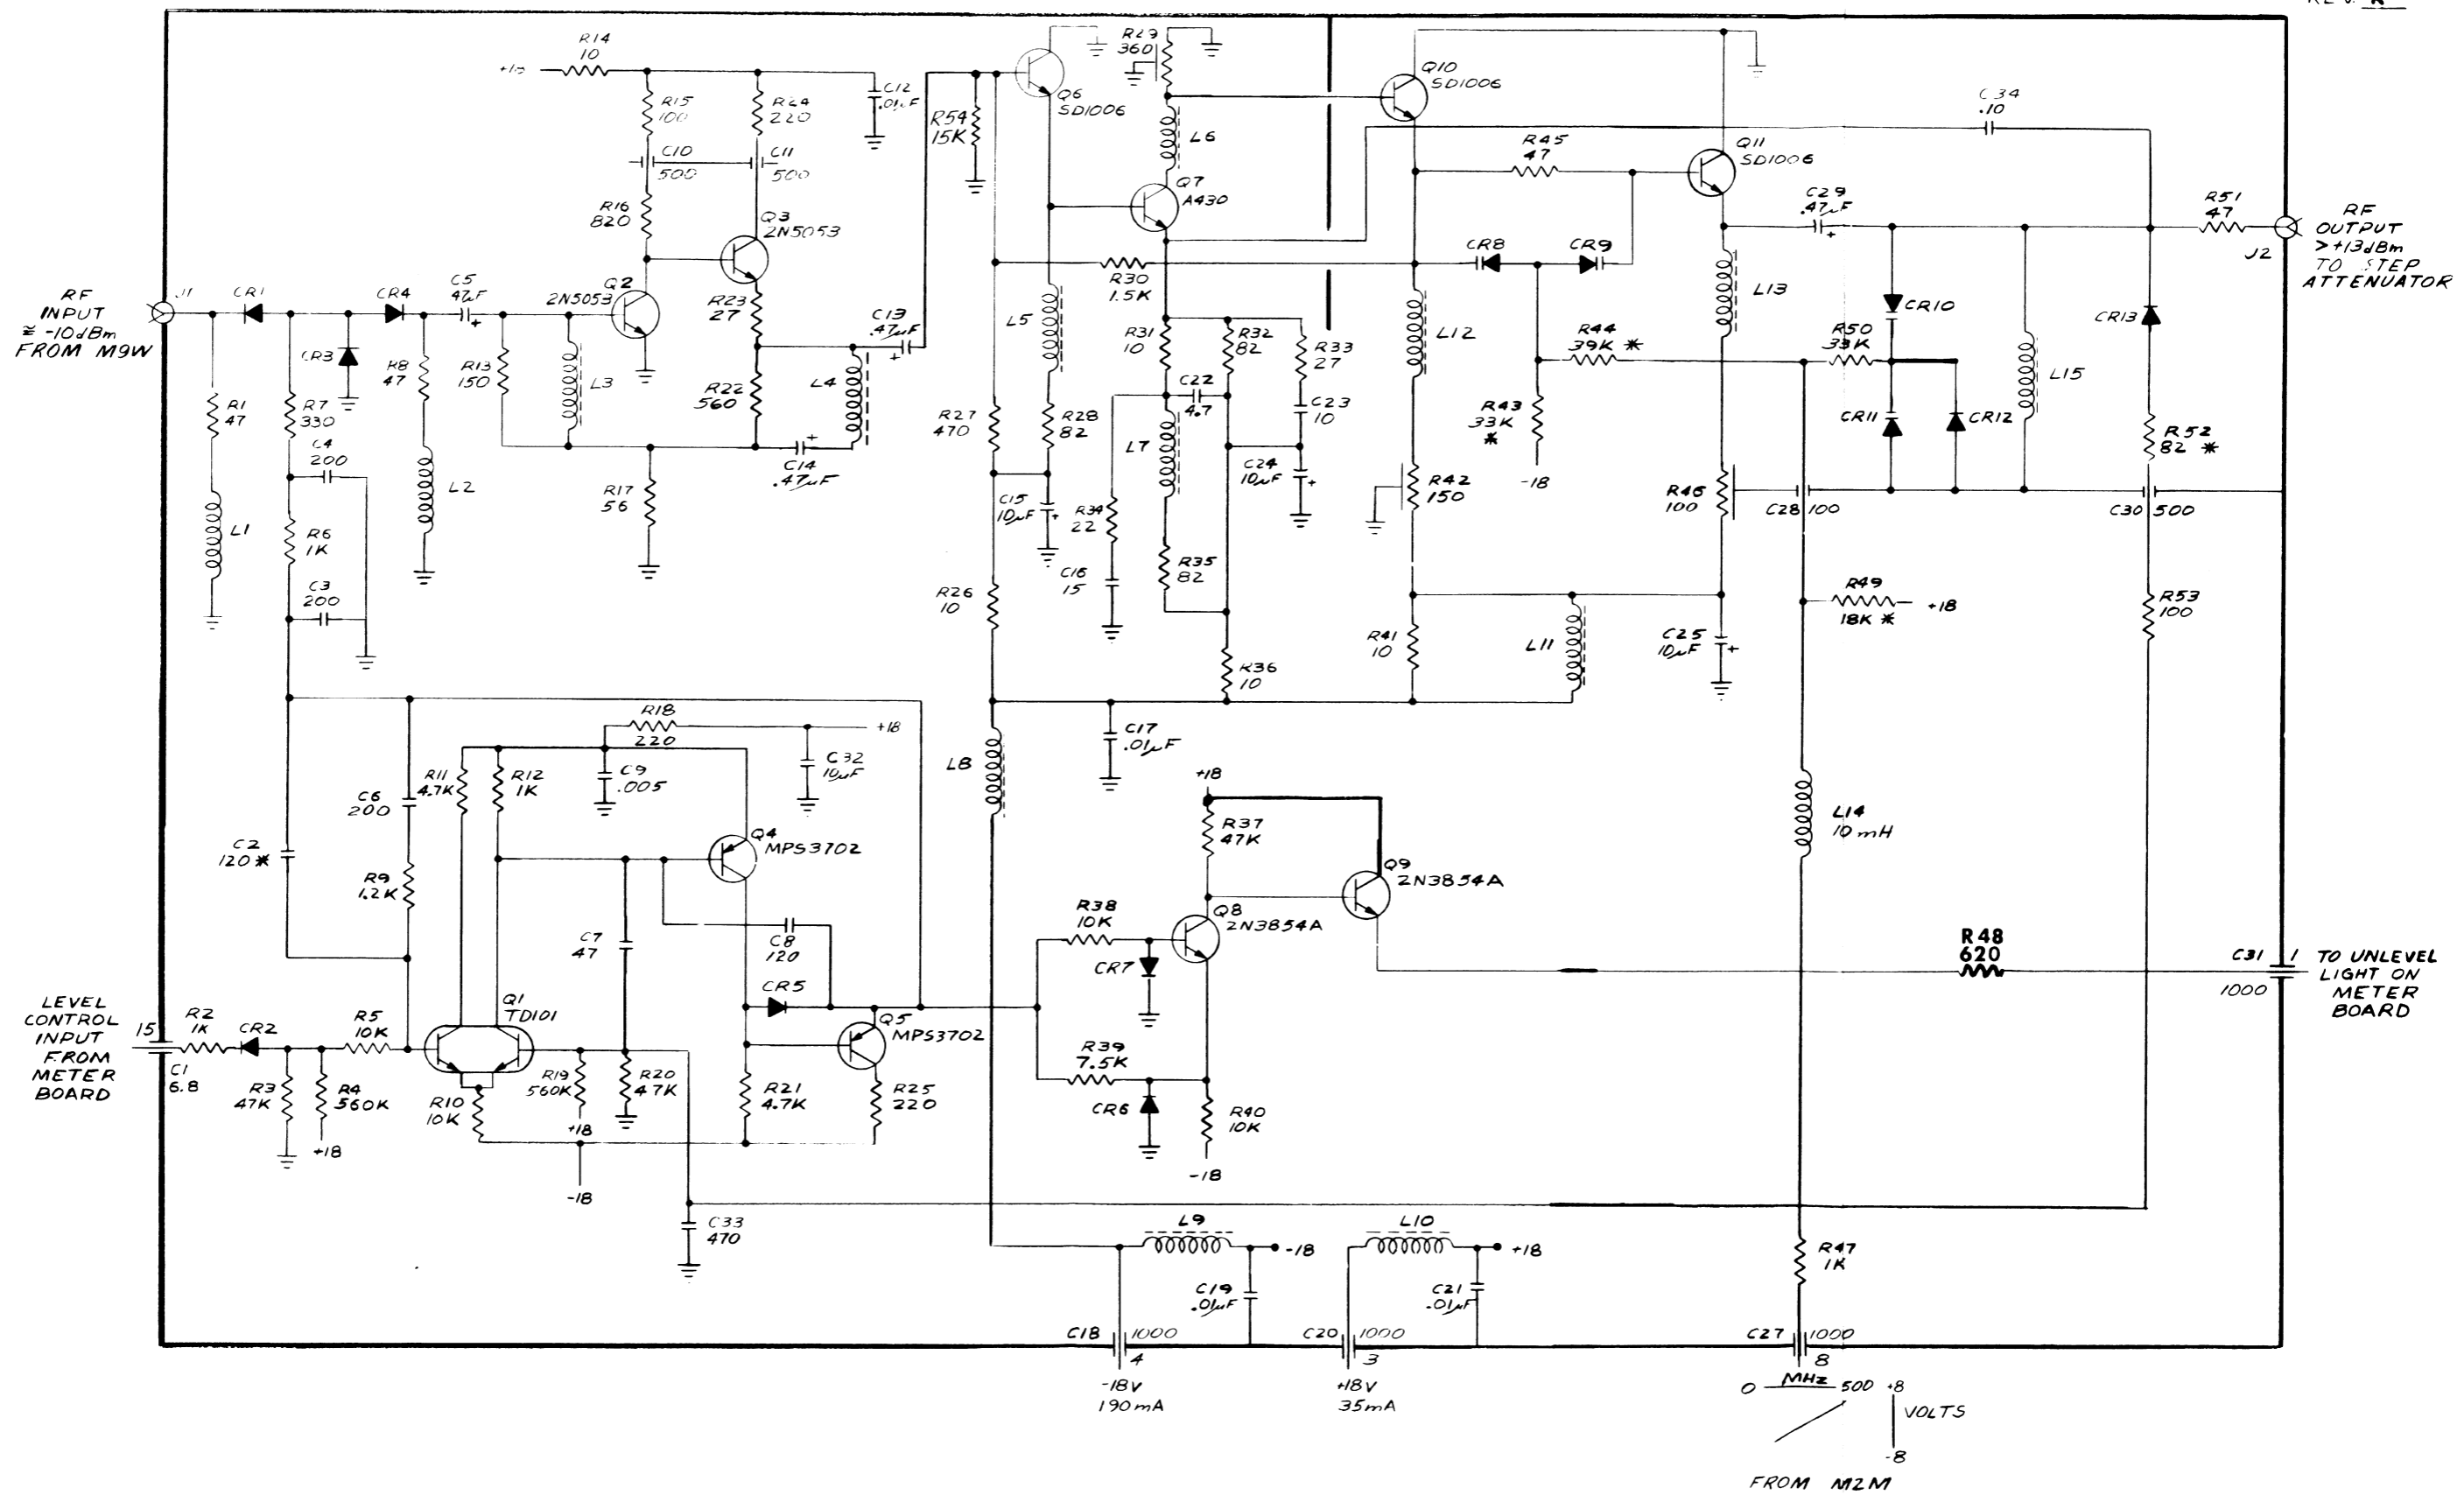 REV. A
R14
10
R15
100
R24
220
C12
.01µF
C10
500
C11
500
R16
820
Q3
2N5053
Q2
2N5053
R23
27
R22
560
L4
C13
.47µF
C14
.47µF
R17
56
RF
INPUT
≅ -10dBm
FROM M9W
J1
CR1
CR4
C5
CR3
R8
47
R13
150
L3
R1
47
R7
330
C4
200
L1
L2
R6
1K
C3
200
R54
15K
Q6
SD1006
R29
360
L6
Q7
A430
L5
R30
1.5K
R31
10
R32
82
R33
27
C22
4.7
C23
10
R27
470
R28
82
L7
C24
10µF
C15
10µF
R34
22
C16
15
R35
82
R26
10
R36
10
Q10
SD1006
R45
47
Q11
SD1006
C34
.10
CR8
CR9
C29
.47µF
L12
R44
39K *
R43
33K
*
-18
L13
R50
33K
CR10
CR11
CR12
L15
CR13
R51
47
RF
OUTPUT
>+13dBm
TO STEP
ATTENUATOR
J2
R52
82 *
R42
150
R46
100
C28
100
C30
500
R41
10
L11
C25
10µF
R49
18K *
+18
R53
100
R18
220
+18
C32
10µF
C9
.005
R11
4.7K
R12
1K
C6
200
C2
120 *
R9
1.2K
Q4
MPS3702
C7
47
C8
120
CR5
Q5
MPS3702
L8
C17
.01µF
+18
R37
47K
Q9
2N3854A
Q8
2N3854A
R38
10K
CR7
R39
7.5K
CR6
R40
10K
-18
L14
10mH
R48
620
C31
1
1000
TO UNLEVEL
LIGHT ON
METER
BOARD
LEVEL
CONTROL
INPUT
FROM
METER
BOARD
15
C1
6.8
R2
1K
CR2
R5
10K
Q1
TD101
R3
47K
R4
560K
+18
R10
10K
R19
560K
+18
R20
47K
R21
4.7K
R25
220
-18
C33
470
L9
-18
C19
.01µF
L10
+18
C21
.01µF
R47
1K
C18
1000
4
-18V
190mA
C20
1000
3
+18V
35mA
C27
1000
8
0 MHz 500
+8
VOLTS
-8
FROM M2M